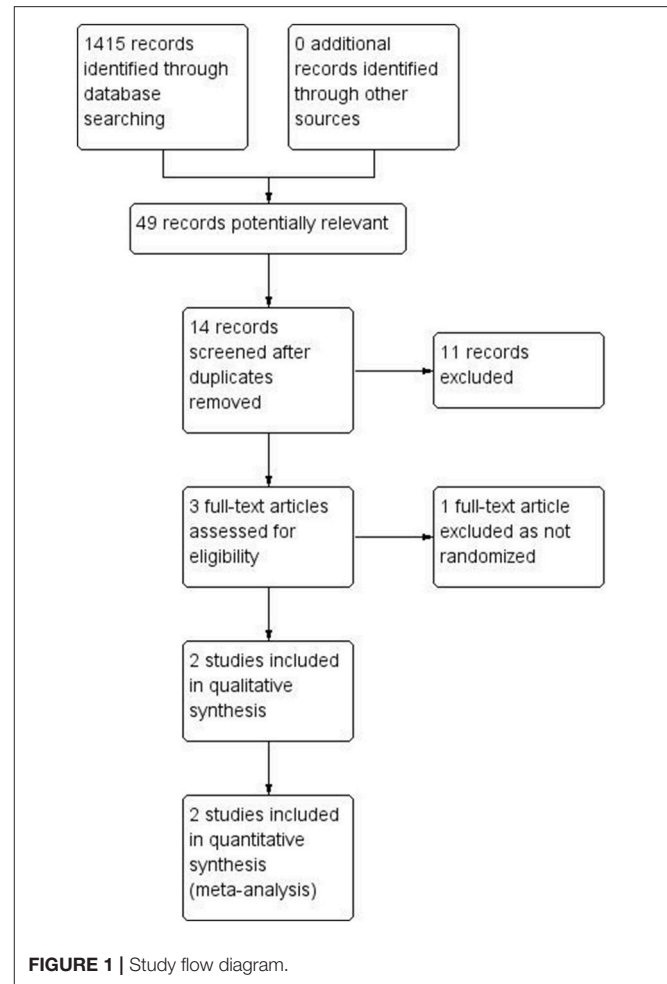 1415 records
identified through
database
searching
0 additional
records identified
through other
sources
49 records potentially relevant
14 records
screened after
duplicates
removed
11 records
excluded
3 full-text articles
assessed for
eligibility
1 full-text article
excluded as not
randomized
2 studies included
in qualitative
synthesis
2 studies included
in quantitative
synthesis
(meta-analysis)
FIGURE 1 | Study flow diagram.